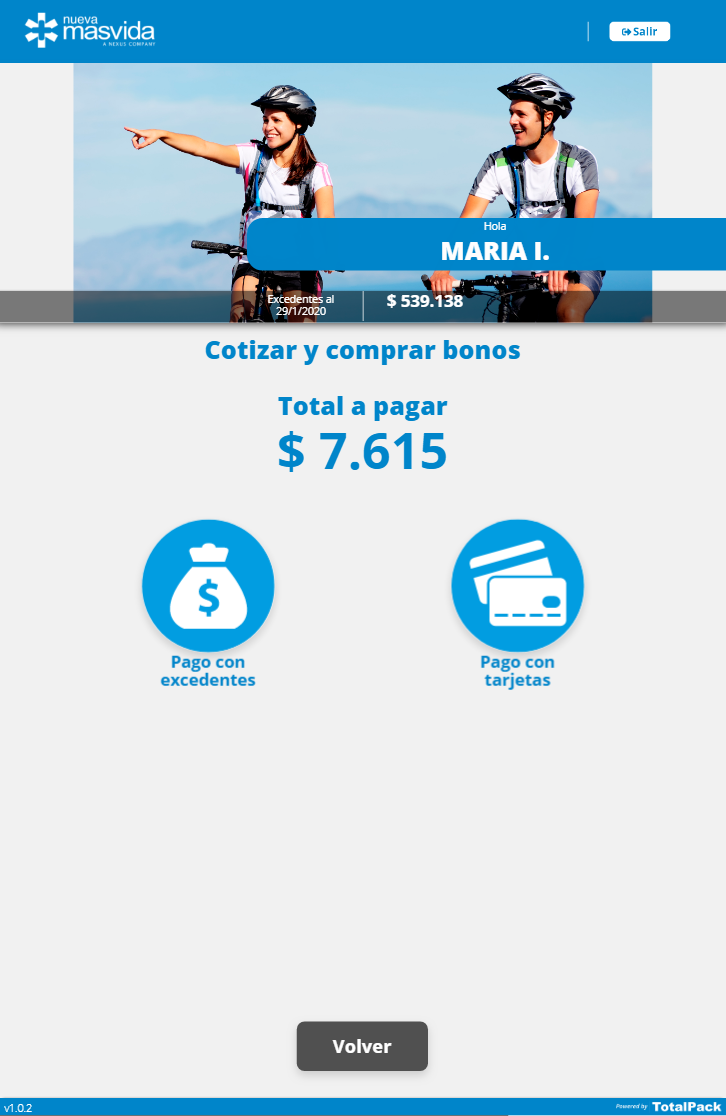 nueva
masvida
A NEXUS COMPANY
Salir
Hola
MARIA I.
Excedentes al
29/1/2020
$ 539.138
Cotizar y comprar bonos
Total a pagar
$ 7.615
$
Pago con
excedentes
Pago con
tarjetas
Volver
v1.0.2
Powered by TotalPack